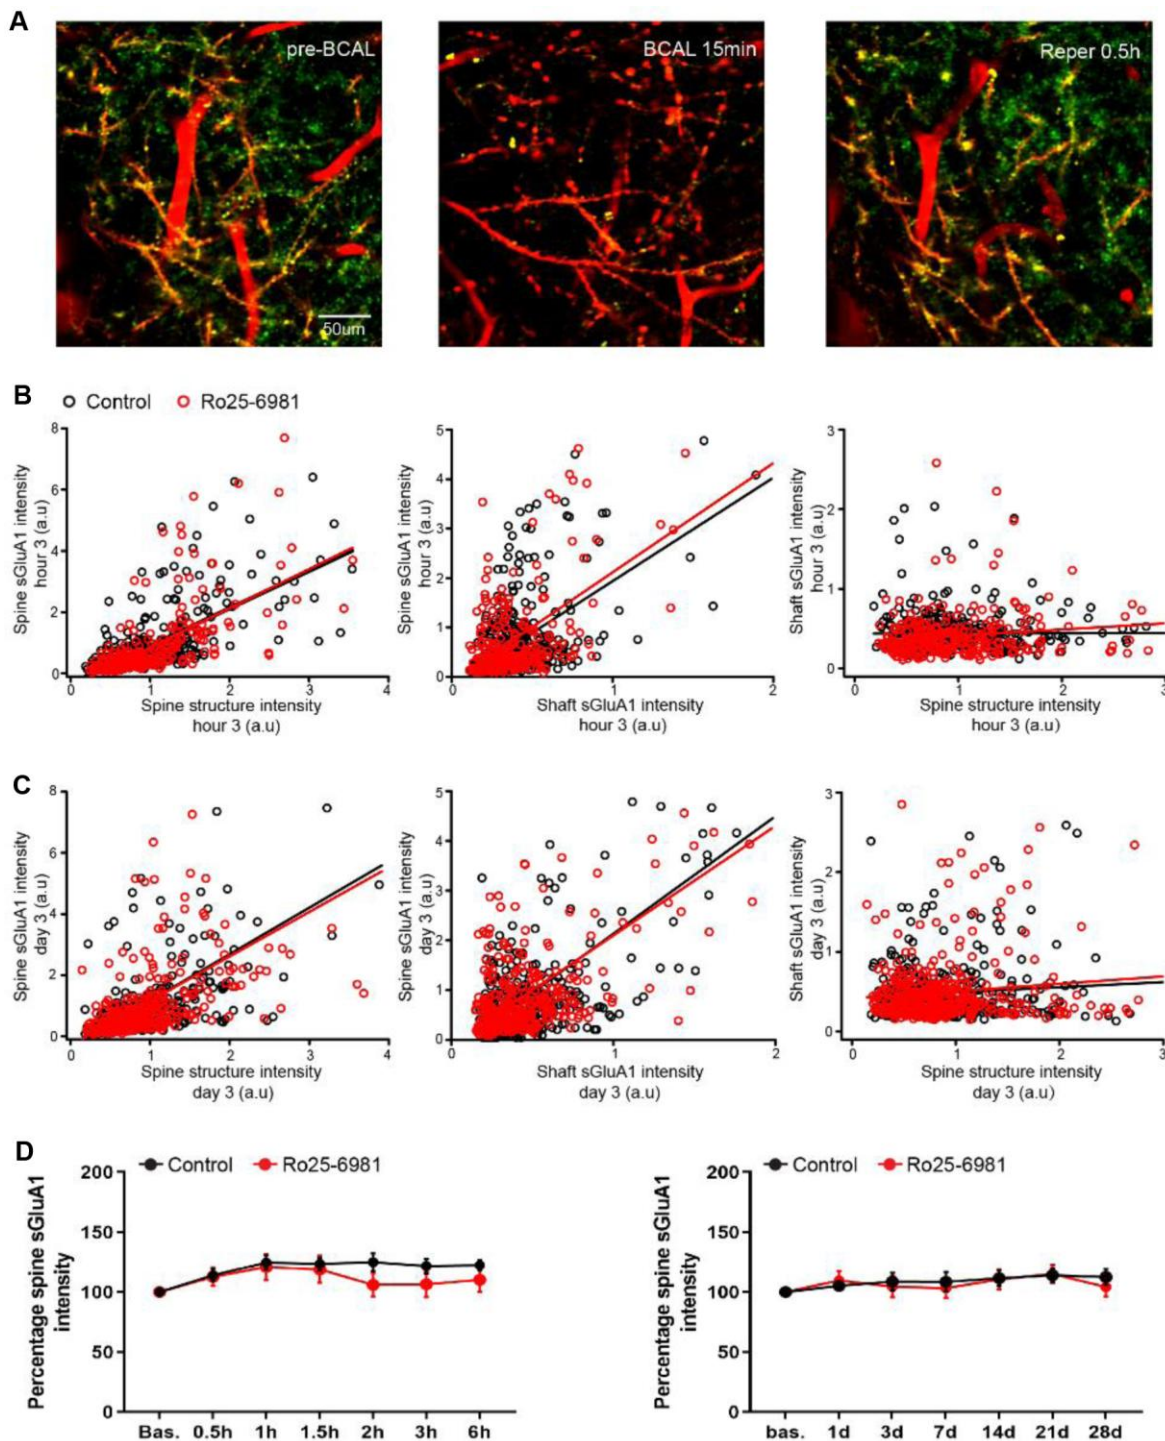 A
pre-BCAL
BCAL 15min
Reper 0.5h
50um
B
Control
Ro25-6981
Spine sGluA1 intensity
hour 3 (a.u)
8
6
4
2
0
0 1 2 3 4
Spine structure intensity
hour 3 (a.u)
Spine sGluA1 intensity
hour 3 (a.u)
5
4
3
2
1
0
0 1 2
Shaft sGluA1 intensity
hour 3 (a.u)
Shaft sGluA1 intensity
hour 3 (a.u)
3
2
1
0
0 1 2 3
Spine structure intensity
hour 3 (a.u)
C
Spine sGluA1 intensity
day 3 (a.u)
8
6
4
2
0
0 1 2 3 4
Spine structure intensity
day 3 (a.u)
Spine sGluA1 intensity
day 3 (a.u)
5
4
3
2
1
0
0 1 2
Shaft sGluA1 intensity
day 3 (a.u)
Shaft sGluA1 intensity
day 3 (a.u)
3
2
1
0
0 1 2 3
Spine structure intensity
day 3 (a.u)
D
Control
Ro25-6981
Percentage spine sGluA1
intensity
200
150
100
50
0
Bas. 0.5h 1h 1.5h 2h 3h 6h
Control
Ro25-6981
Percentage spine sGluA1
intensity
200
150
100
50
0
bas. 1d 3d 7d 14d 21d 28d